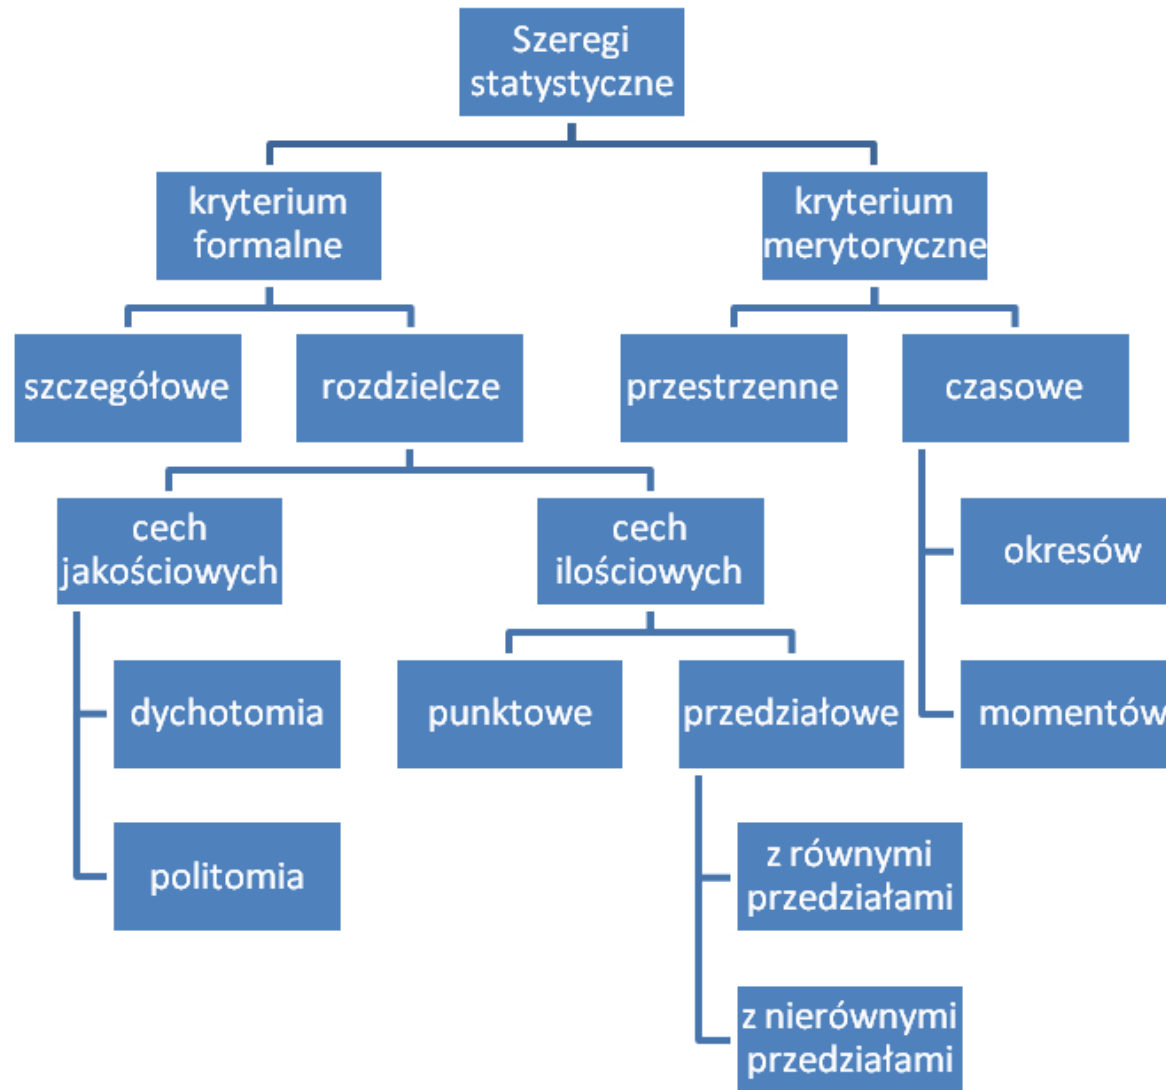 Szeregi
statystyczne
kryterium
formalne
kryterium
merytoryczne
szczegółowe
rozdzielcze
przestrzenne
czasowe
cech
jakościowych
cech
ilościowych
okresów
dychotomia
punktowe
przedziałowe
momentów
politomia
z równymi
przedziałami
z nierównymi
przedziałami